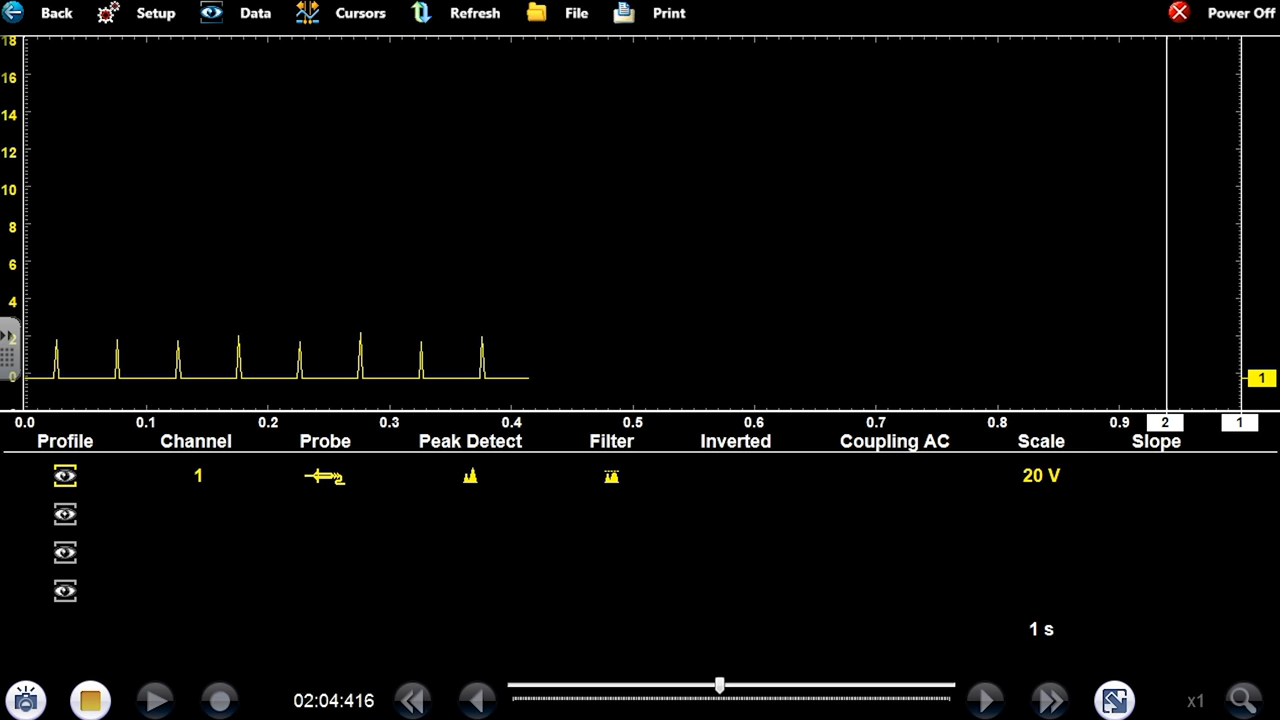 Back Setup Data Cursors Refresh File Print Power Off
18
16
14
12
10
8
6
4
2
0
1
0.0 0.1 0.2 0.3 0.4 0.5 0.6 0.7 0.8 0.9 2 1
Profile Channel Probe Peak Detect Filter Inverted Coupling AC Scale Slope
1 20 V
1 s
02:04:416 x1